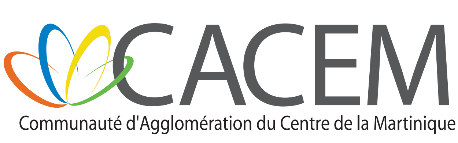 CACEM
Communauté d'Agglomération du Centre de la Martinique